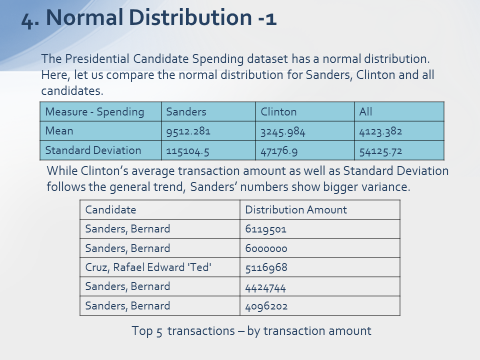 4. Normal Distribution -1
The Presidential Candidate Spending dataset has a normal distribution.
Here, let us compare the normal distribution for Sanders, Clinton and all
candidates.
Measure - Spending Sanders Clinton All
Mean 9512.281 3245.984 4123.382
Standard Deviation 115104.5 47176.9 54125.72
While Clinton's average transaction amount as well as Standard Deviation
follows the general trend, Sanders' numbers show bigger variance.
Candidate Distribution Amount
Sanders, Bernard 6119501
Sanders, Bernard 6000000
Cruz, Rafael Edward 'Ted' 5116968
Sanders, Bernard 4424744
Sanders, Bernard 4096202
Top 5 transactions – by transaction amount